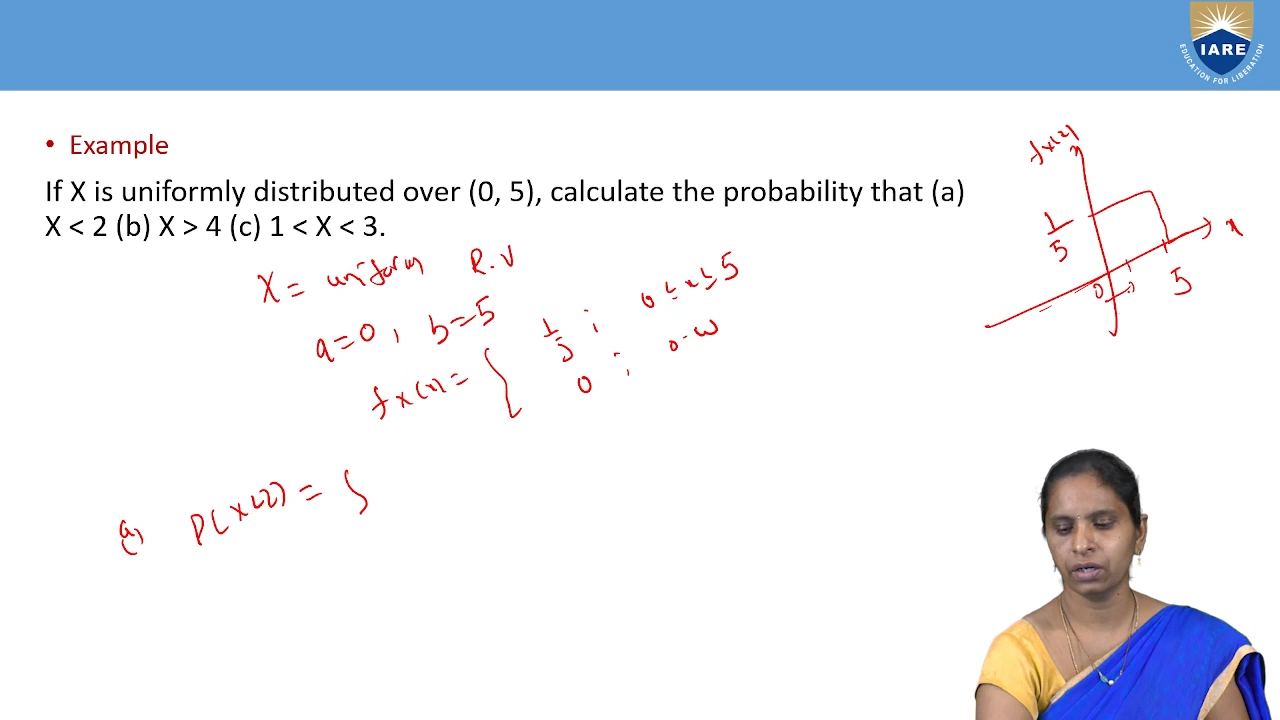 IARE
EDUCATION FOR LIBERATION
• Example
If X is uniformly distributed over (0, 5), calculate the probability that (a)
X < 2 (b) X > 4 (c) 1 < X < 3.
X = uniform R.V
a=0, b=5
fX(x) = { 1/5 ; 0 ≤ x ≤ 5
0 ; o.w
(a) P(X<2) = ∫
fX(x)
1/5
0
5
x